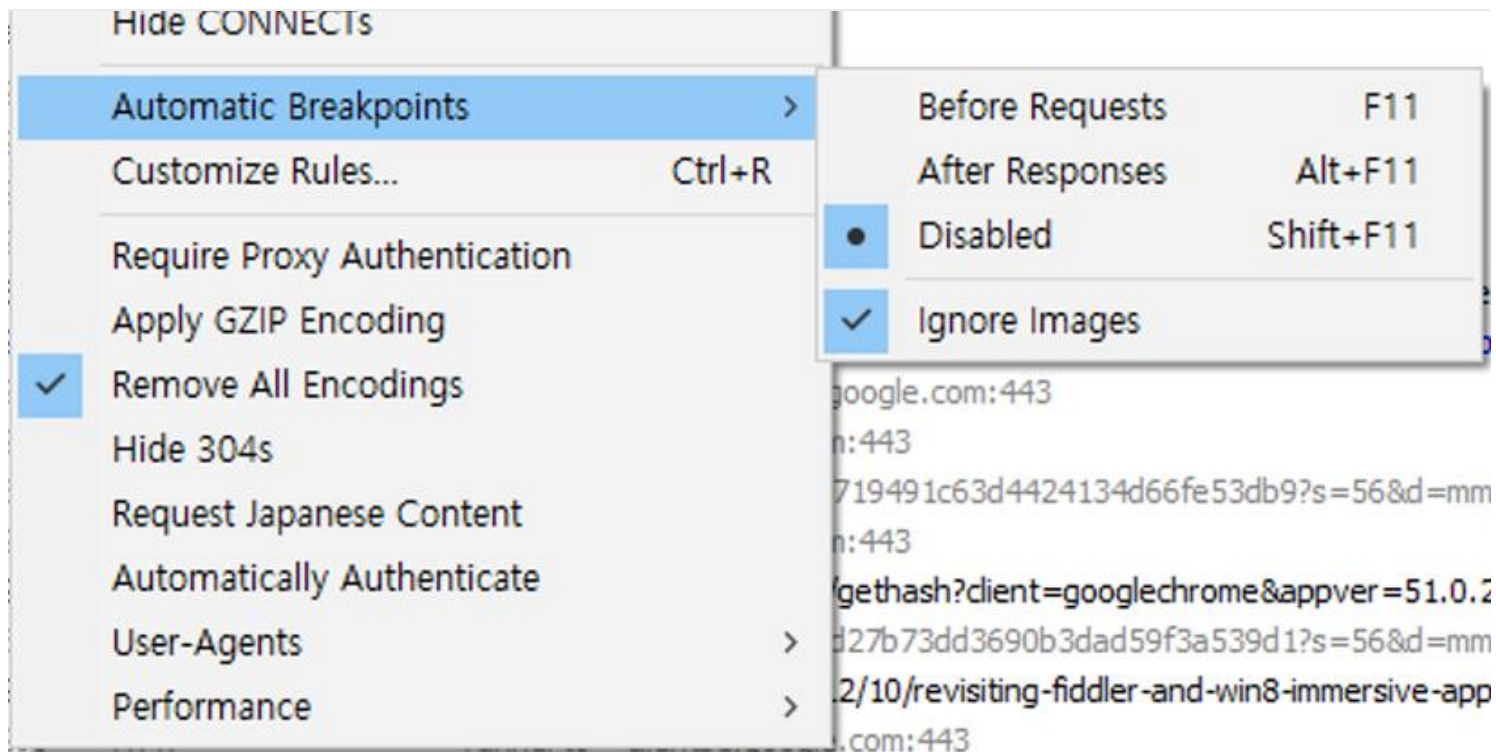 Hide CONNECTs
Automatic Breakpoints >
Customize Rules... Ctrl+R
Require Proxy Authentication
Apply GZIP Encoding
Remove All Encodings
Hide 304s
Request Japanese Content
Automatically Authenticate
User-Agents >
Performance >
Before Requests F11
After Responses Alt+F11
Disabled Shift+F11
Ignore Images
google.com:443
:443
719491c63d4424134d66fe53db9?s=56&d=mm
:443
/gethash?client=googlechrome&appver=51.0.2
d27b73dd3690b3dad59f3a539d1?s=56&d=mm
2/10/revisiting-fiddler-and-win8-immersive-app
.com:443